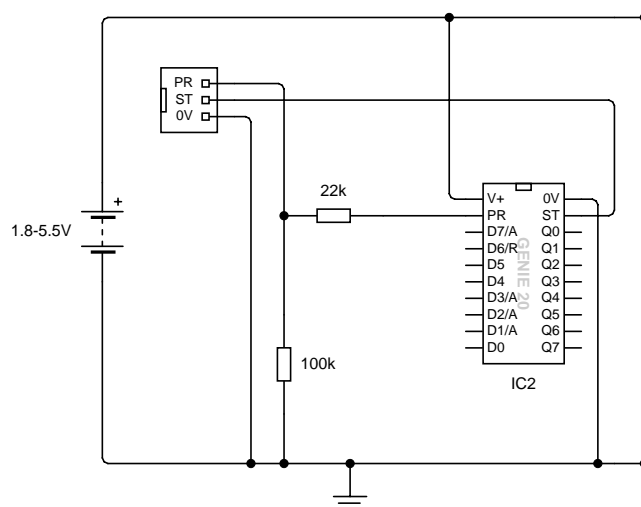 PR
ST
0V
+
1.8-5.5V
22k
100k
V+ 0V
PR ST
D7/A Q0
D6/R Q1
D5 Q2
D4 Q3
D3/A Q4
D2/A Q5
D1/A Q6
D0 Q7
GENIE 20
IC2